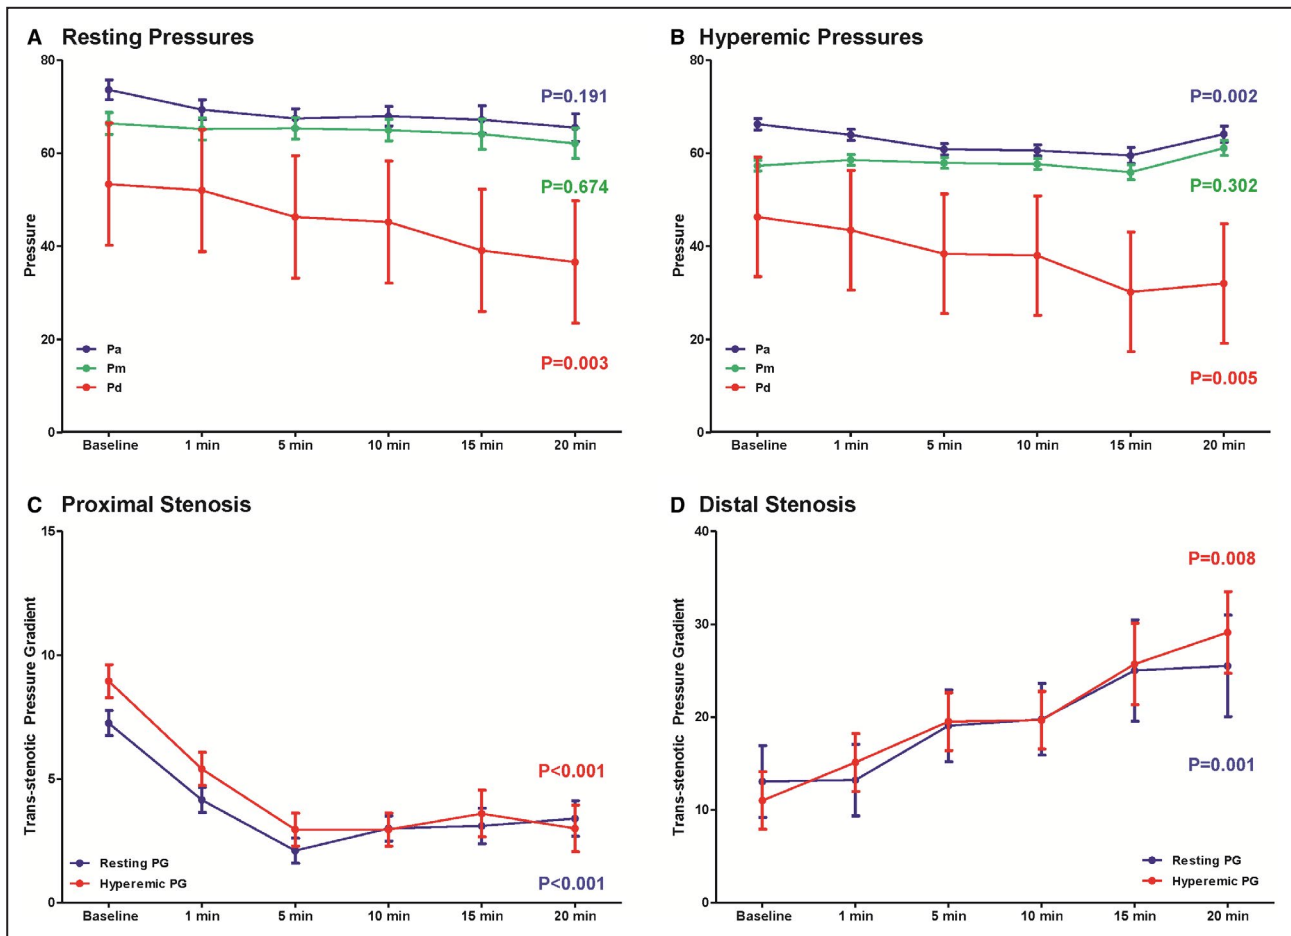 A Resting Pressures
80
60
40
20
0
Pressure
P=0.191
P=0.674
P=0.003
Pa
Pm
Pd
Baseline 1 min 5 min 10 min 15 min 20 min
B Hyperemic Pressures
80
60
40
20
0
Pressure
P=0.002
P=0.302
P=0.005
Pa
Pm
Pd
Baseline 1 min 5 min 10 min 15 min 20 min
C Proximal Stenosis
15
10
5
0
Trans-stenotic Pressure Gradient
P<0.001
P<0.001
Resting PG
Hyperemic PG
Baseline 1 min 5 min 10 min 15 min 20 min
D Distal Stenosis
40
30
20
10
0
Trans-stenotic Pressure Gradient
P=0.008
P=0.001
Resting PG
Hyperemic PG
Baseline 1 min 5 min 10 min 15 min 20 min